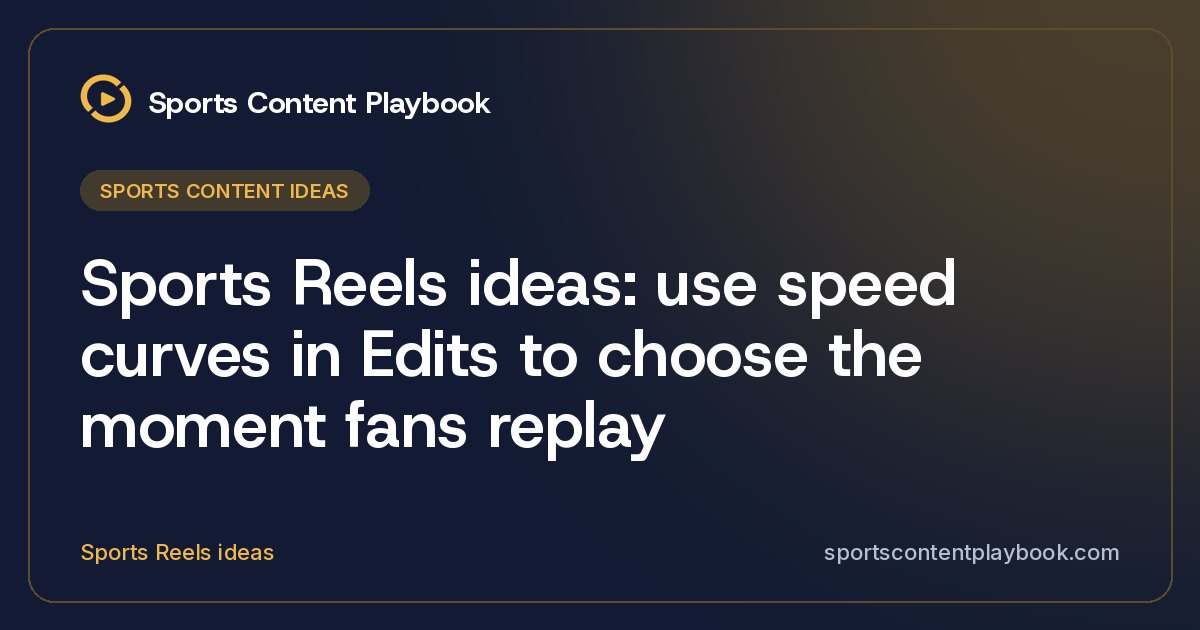 Sports Content Playbook
SPORTS CONTENT IDEAS
Sports Reels ideas: use speed
curves in Edits to choose the
moment fans replay
Sports Reels ideas
sportscontentplaybook.com